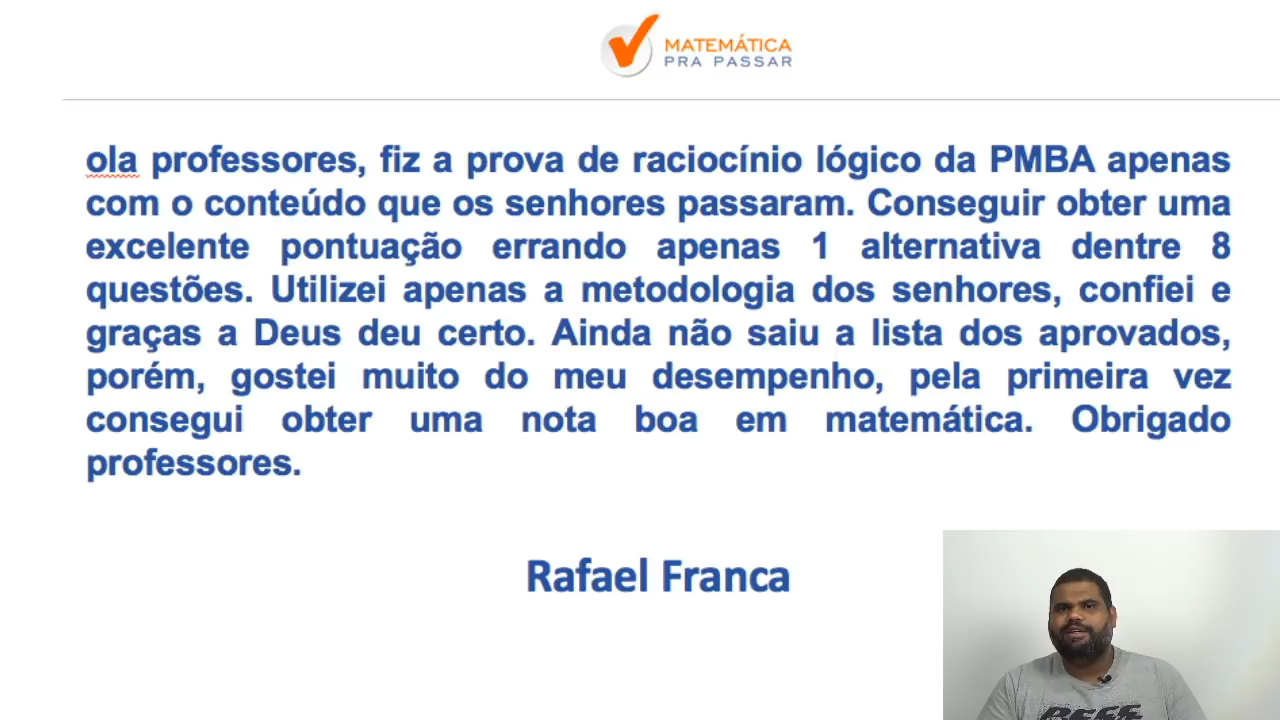 MATEMÁTICA
PRA PASSAR
ola professores, fiz a prova de raciocínio lógico da PMBA apenas
com o conteúdo que os senhores passaram. Conseguir obter uma
excelente pontuação errando apenas 1 alternativa dentre 8
questões. Utilizei apenas a metodologia dos senhores, confiei e
graças a Deus deu certo. Ainda não saiu a lista dos aprovados,
porém, gostei muito do meu desempenho, pela primeira vez
consegui obter uma nota boa em matemática. Obrigado
professores.
Rafael Franca